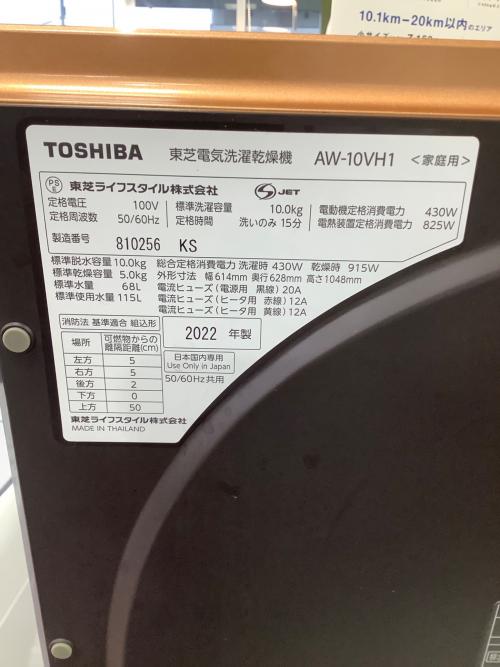 10.1km−20km以内のエリア
TOSHIBA 東芝電気洗濯乾燥機 AW-10VH1 <家庭用>
PS E 東芝ライフスタイル株式会社 S JET
定格電圧 100V 標準洗濯容量 10.0kg 電動機定格消費電力 430W
定格周波数 50/60Hz 定格時間 洗いのみ 15分 電熱装置定格消費電力 825W
製造番号 810256 KS
標準脱水容量10.0kg 総合定格消費電力 洗濯時 430W 乾燥時 915W
標準乾燥容量 5.0kg 外形寸法 幅614mm 奥行628mm 高さ1048mm
標準水量 68L 電流ヒューズ(電源用 黒線) 20A
標準使用水量 115L 電流ヒューズ(ヒータ用 赤線) 12A
電流ヒューズ(ヒータ用 黄線) 12A
消防法 基準適合 組込形
場所 可燃物からの離隔距離(cm)
左方 5
右方 5
後方 2
下方 0
上方 50
2022 年製
日本国内専用
Use Only in Japan
50/60Hz共用
東芝ライフスタイル株式会社
MADE IN THAILAND